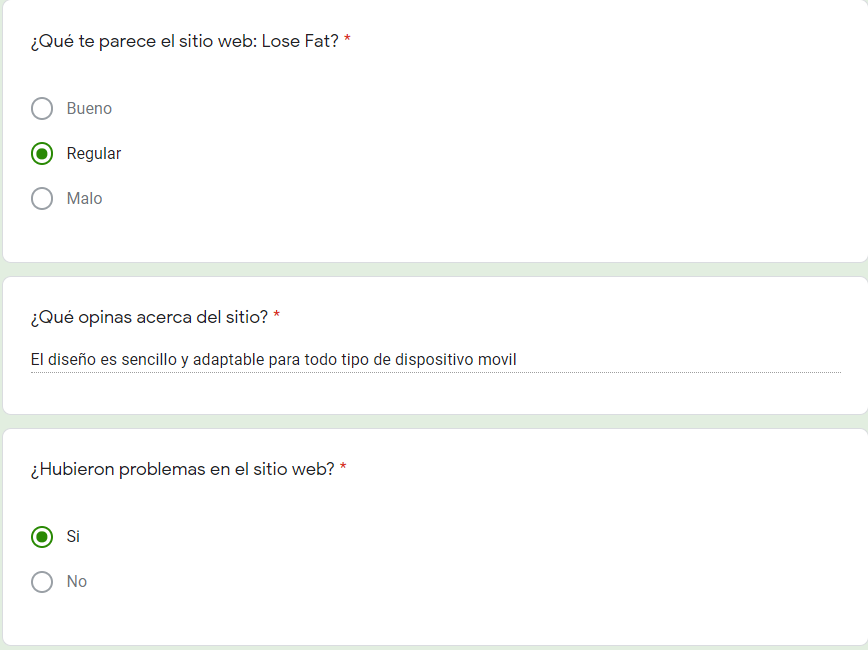 ¿Qué te parece el sitio web: Lose Fat? *
Bueno
Regular
Malo
¿Qué opinas acerca del sitio? *
El diseño es sencillo y adaptable para todo tipo de dispositivo movil
¿Hubieron problemas en el sitio web? *
Si
No